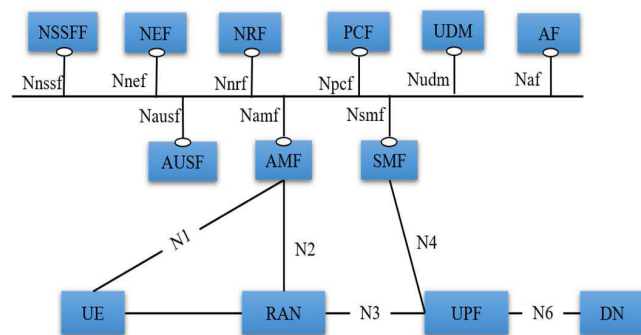 NSSFF NEF NRF PCF UDM AF
Nnssf Nnef Nnrf Npcf Nudm Naf
Nausf Namf Nsmf
AUSF AMF SMF
N1 N2 N4
UE RAN N3 UPF N6 DN